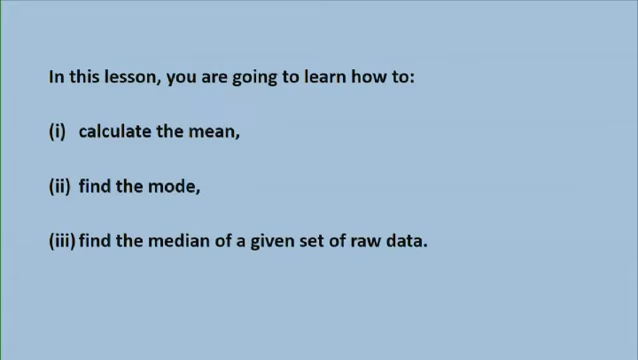 In this lesson, you are going to learn how to:
(i) calculate the mean,
(ii) find the mode,
(iii) find the median of a given set of raw data.